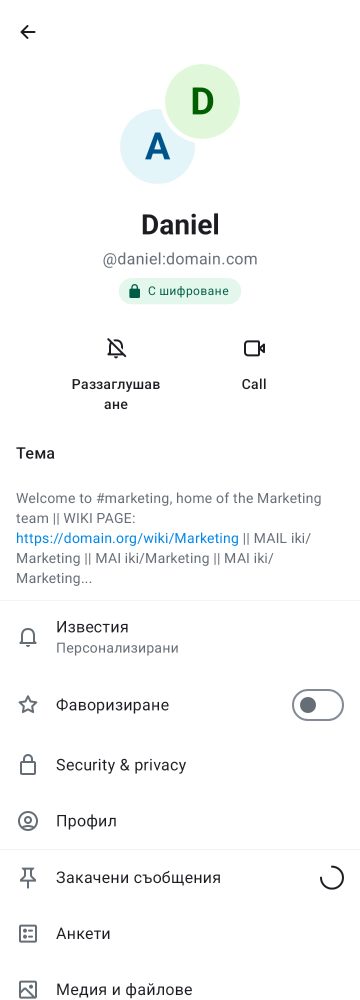 D
A
Daniel
@daniel:domain.com
С шифроване
Раззаглушав
ане
Call
Тема
Welcome to #marketing, home of the Marketing
team || WIKI PAGE:
https://domain.org/wiki/Marketing || MAIL iki/
Marketing || MAI iki/Marketing || MAI iki/
Marketing...
Известия
Персонализирани
Фаворизиране
Security & privacy
Профил
Закачени съобщения
Анкети
Медия и файлове